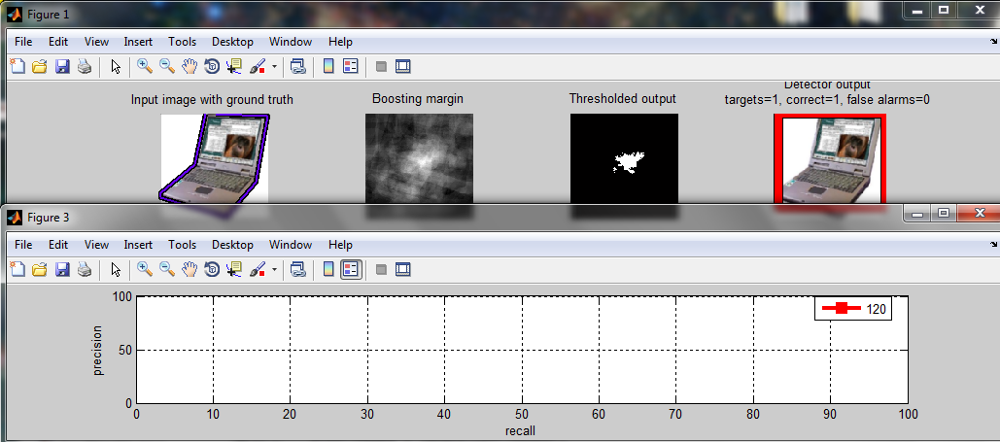 Figure 1
File Edit View Insert Tools Desktop Window Help
Input image with ground truth
Boosting margin
Thresholded output
Detector output
targets=1, correct=1, false alarms=0
Figure 3
File Edit View Insert Tools Desktop Window Help
100
50
0
precision
0 10 20 30 40 50 60 70 80 90 100
recall
120